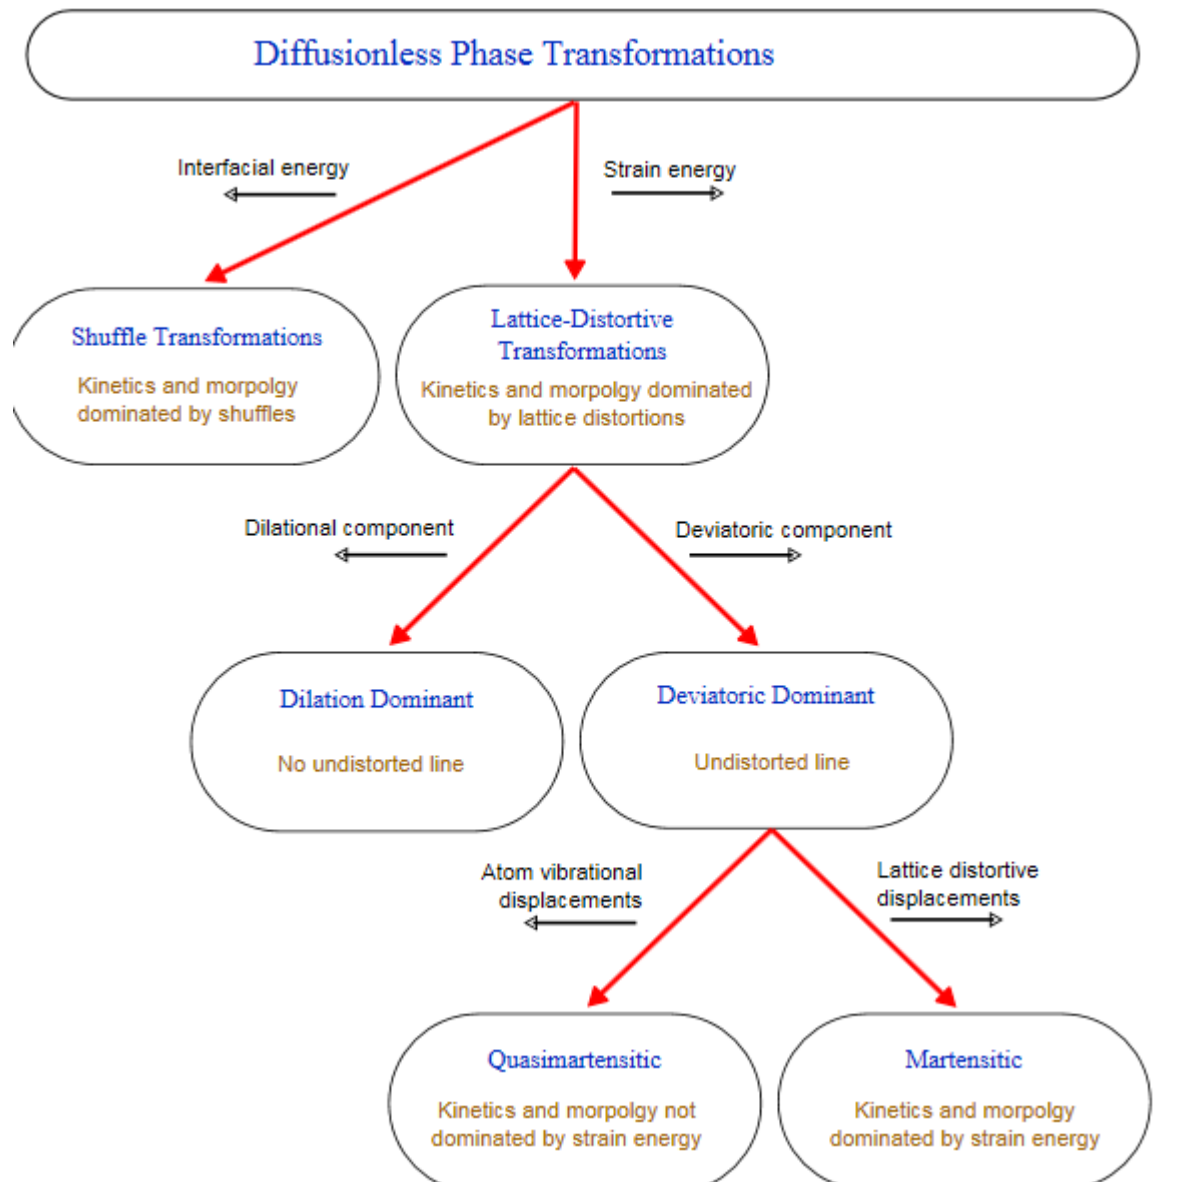 Diffusionless Phase Transformations
Interfacial energy
Strain energy
Shuffle Transformations
Kinetics and morpolgy
dominated by shuffles
Lattice-Distortive
Transformations
Kinetics and morpolgy dominated
by lattice distortions
Dilational component
Deviatoric component
Dilation Dominant
No undistorted line
Deviatoric Dominant
Undistorted line
Atom vibrational
displacements
Lattice distortive
displacements
Quasimartensitic
Kinetics and morpolgy not
dominated by strain energy
Martensitic
Kinetics and morpolgy
dominated by strain energy